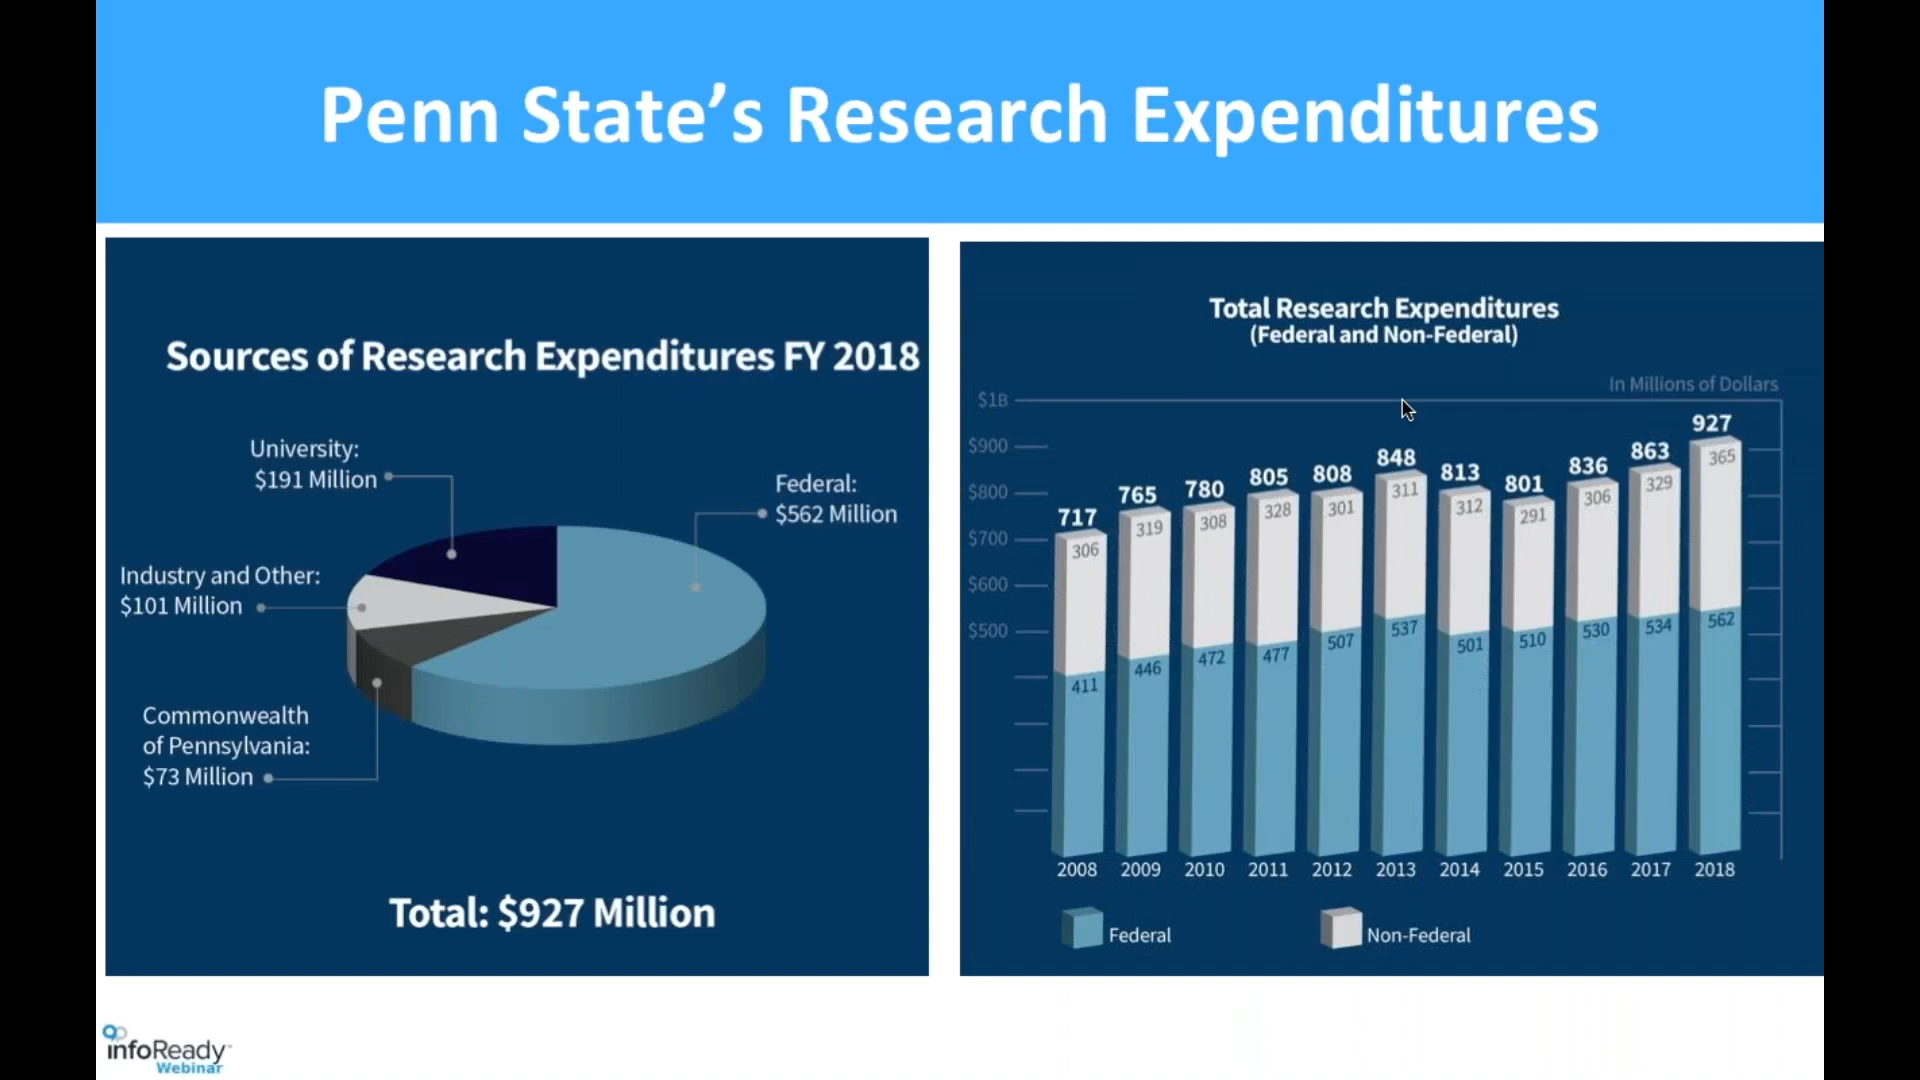 Penn State’s Research Expenditures
Sources of Research Expenditures FY 2018
University:
$191 Million
Federal:
$562 Million
Industry and Other:
$101 Million
Commonwealth
of Pennsylvania:
$73 Million
Total: $927 Million
Total Research Expenditures
(Federal and Non-Federal)
In Millions of Dollars
$1B
$900
$800
$700
$600
$500
717 765 780 805 808 848 813 801 836 863 927
306 319 308 328 301 311 312 291 306 329 365
411 446 472 477 507 537 501 510 530 534 562
2008 2009 2010 2011 2012 2013 2014 2015 2016 2017 2018
Federal Non-Federal
infoReady
Webinar